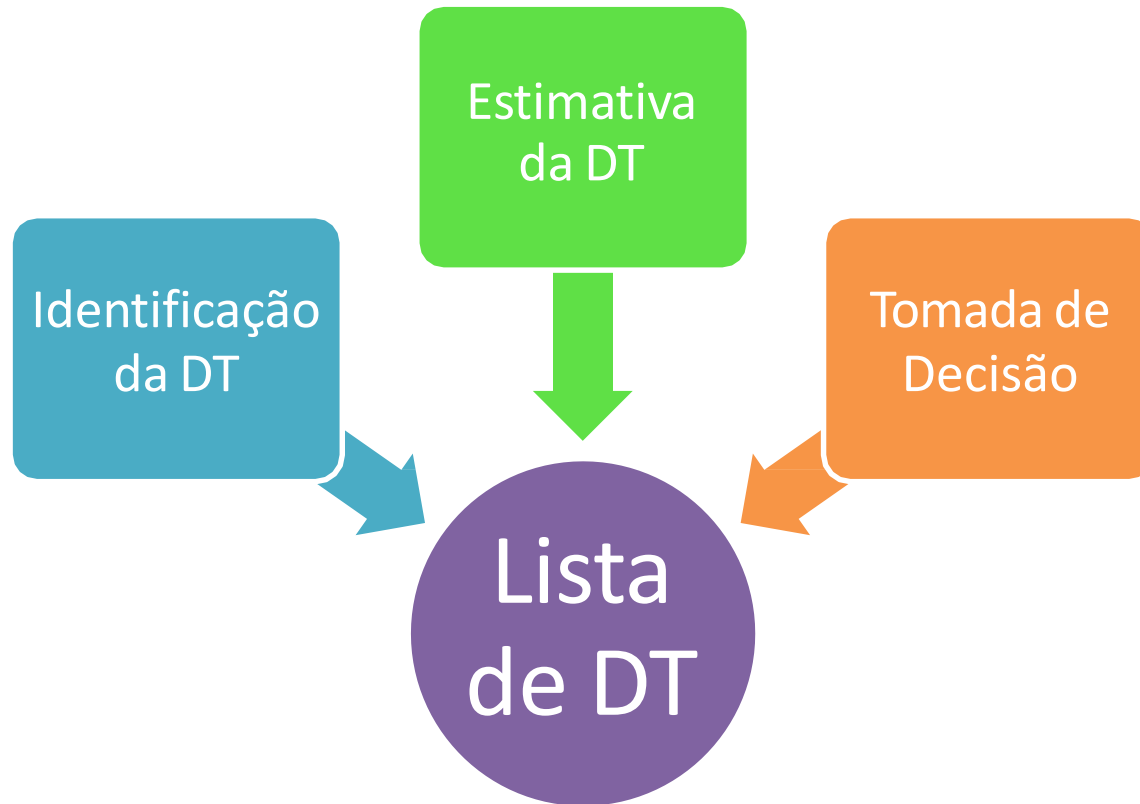 Estimativa
da DT
Identificação
da DT
Tomada de
Decisão
Lista
de DT